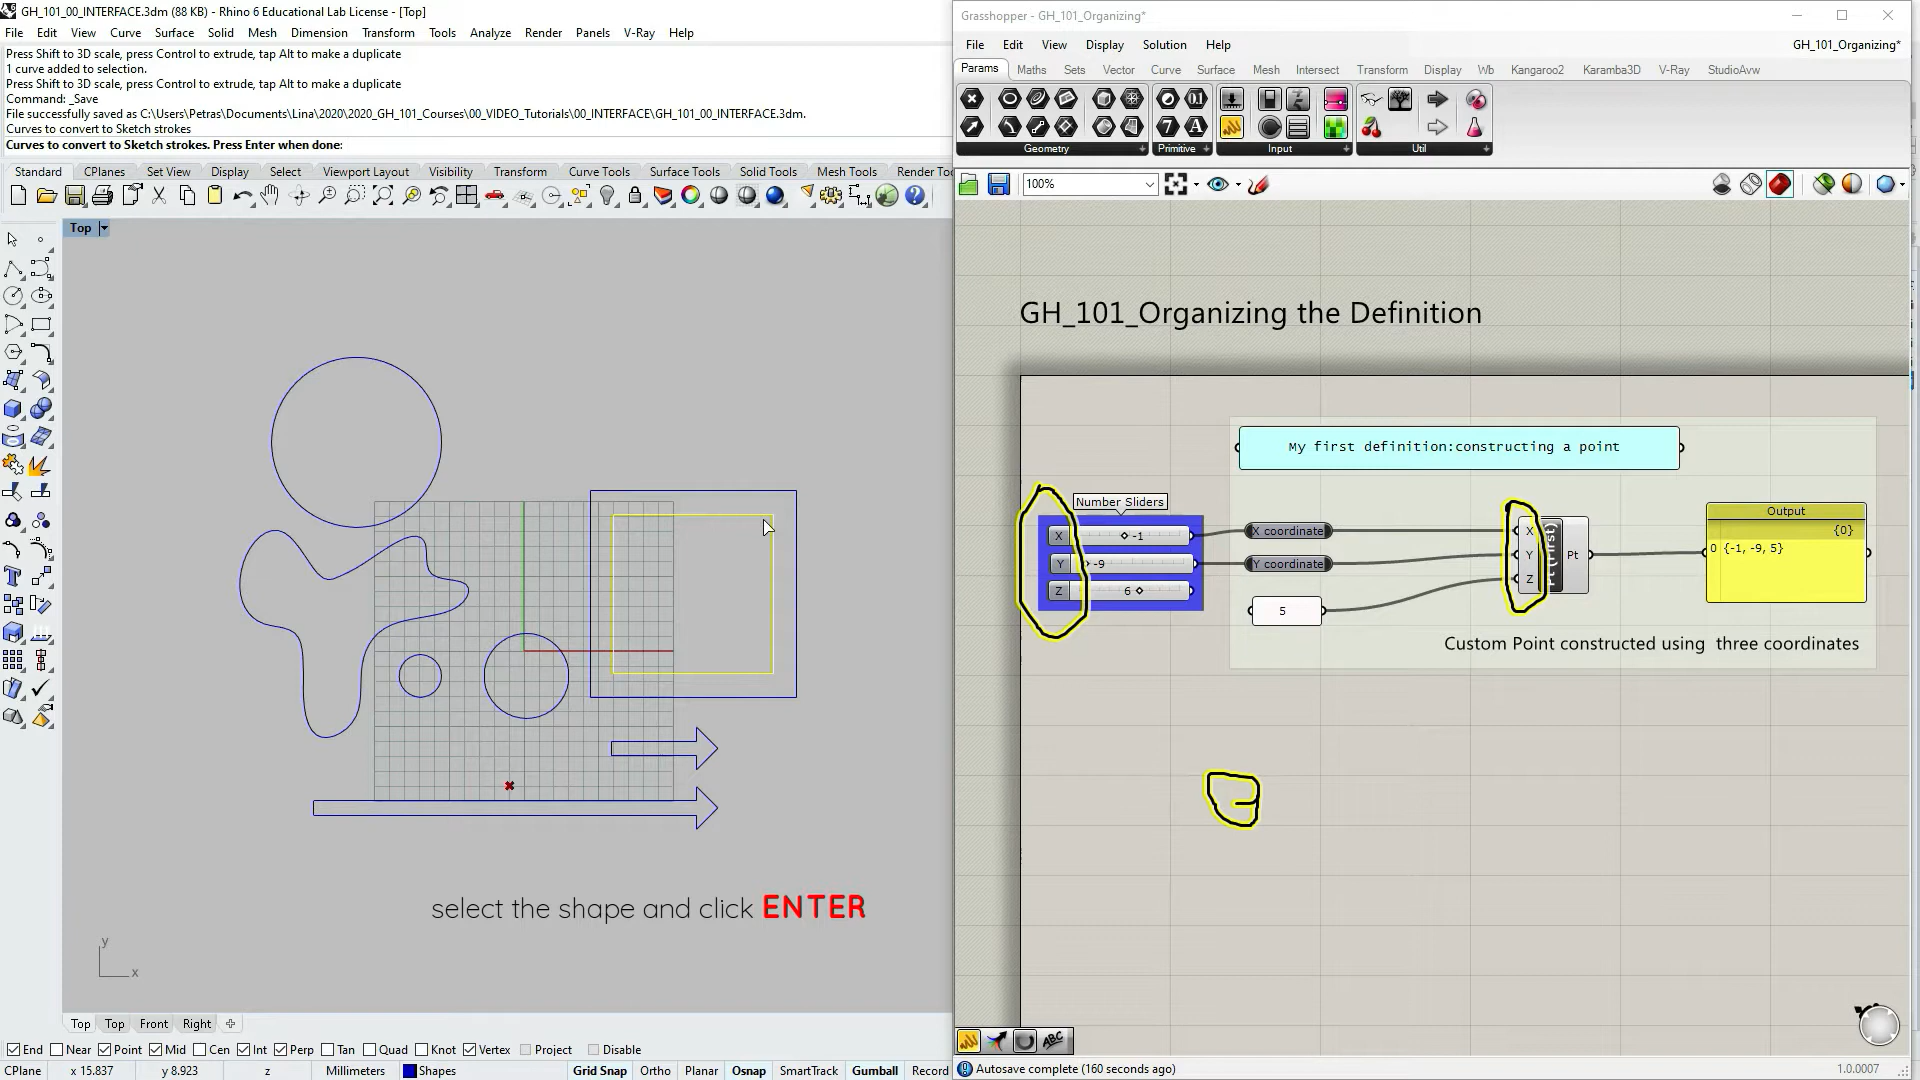 GH_101_00_INTERFACE.3dm (88 KB) - Rhino 6 Educational Lab License - [Top]
File Edit View Curve Surface Solid Mesh Dimension Transform Tools Analyze Render Panels V-Ray Help
Press Shift to 3D scale, press Control to extrude, tap Alt to make a duplicate
1 curve added to selection.
Press Shift to 3D scale, press Control to extrude, tap Alt to make a duplicate
Command: _Save
File successfully saved as C:\Users\Petras\Documents\Lina\2020\2020_GH_101_Courses\00_VIDEO_Tutorials\00_INTERFACE\GH_101_00_INTERFACE.3dm.
Curves to convert to Sketch strokes
Curves to convert to Sketch strokes. Press Enter when done:
Standard CPlanes Set View Display Select Viewport Layout Visibility Transform Curve Tools Surface Tools Solid Tools Mesh Tools Render Too
Top
select the shape and click ENTER
y
x
Top Top Front Right
End Near Point Mid Cen Int Perp Tan Quad Knot Vertex Project Disable
CPlane x 15.837 y 8.923 z Millimeters Shapes Grid Snap Ortho Planar Osnap SmartTrack Gumball Record
Grasshopper - GH_101_Organizing*
File Edit View Display Solution Help
GH_101_Organizing*
Params Maths Sets Vector Curve Surface Mesh Intersect Transform Display Wb Kangaroo2 Karamba3D V-Ray StudioAvw
Geometry Primitive Input Util
100%
GH_101_Organizing the Definition
My first definition:constructing a point
Number Sliders
X -1
Y -9
Z 6
X coordinate
Y coordinate
5
X
Y
Z
Pt
Output
{0}
0 {-1, -9, 5}
Custom Point constructed using three coordinates
Autosave complete (160 seconds ago)
1.0.0007